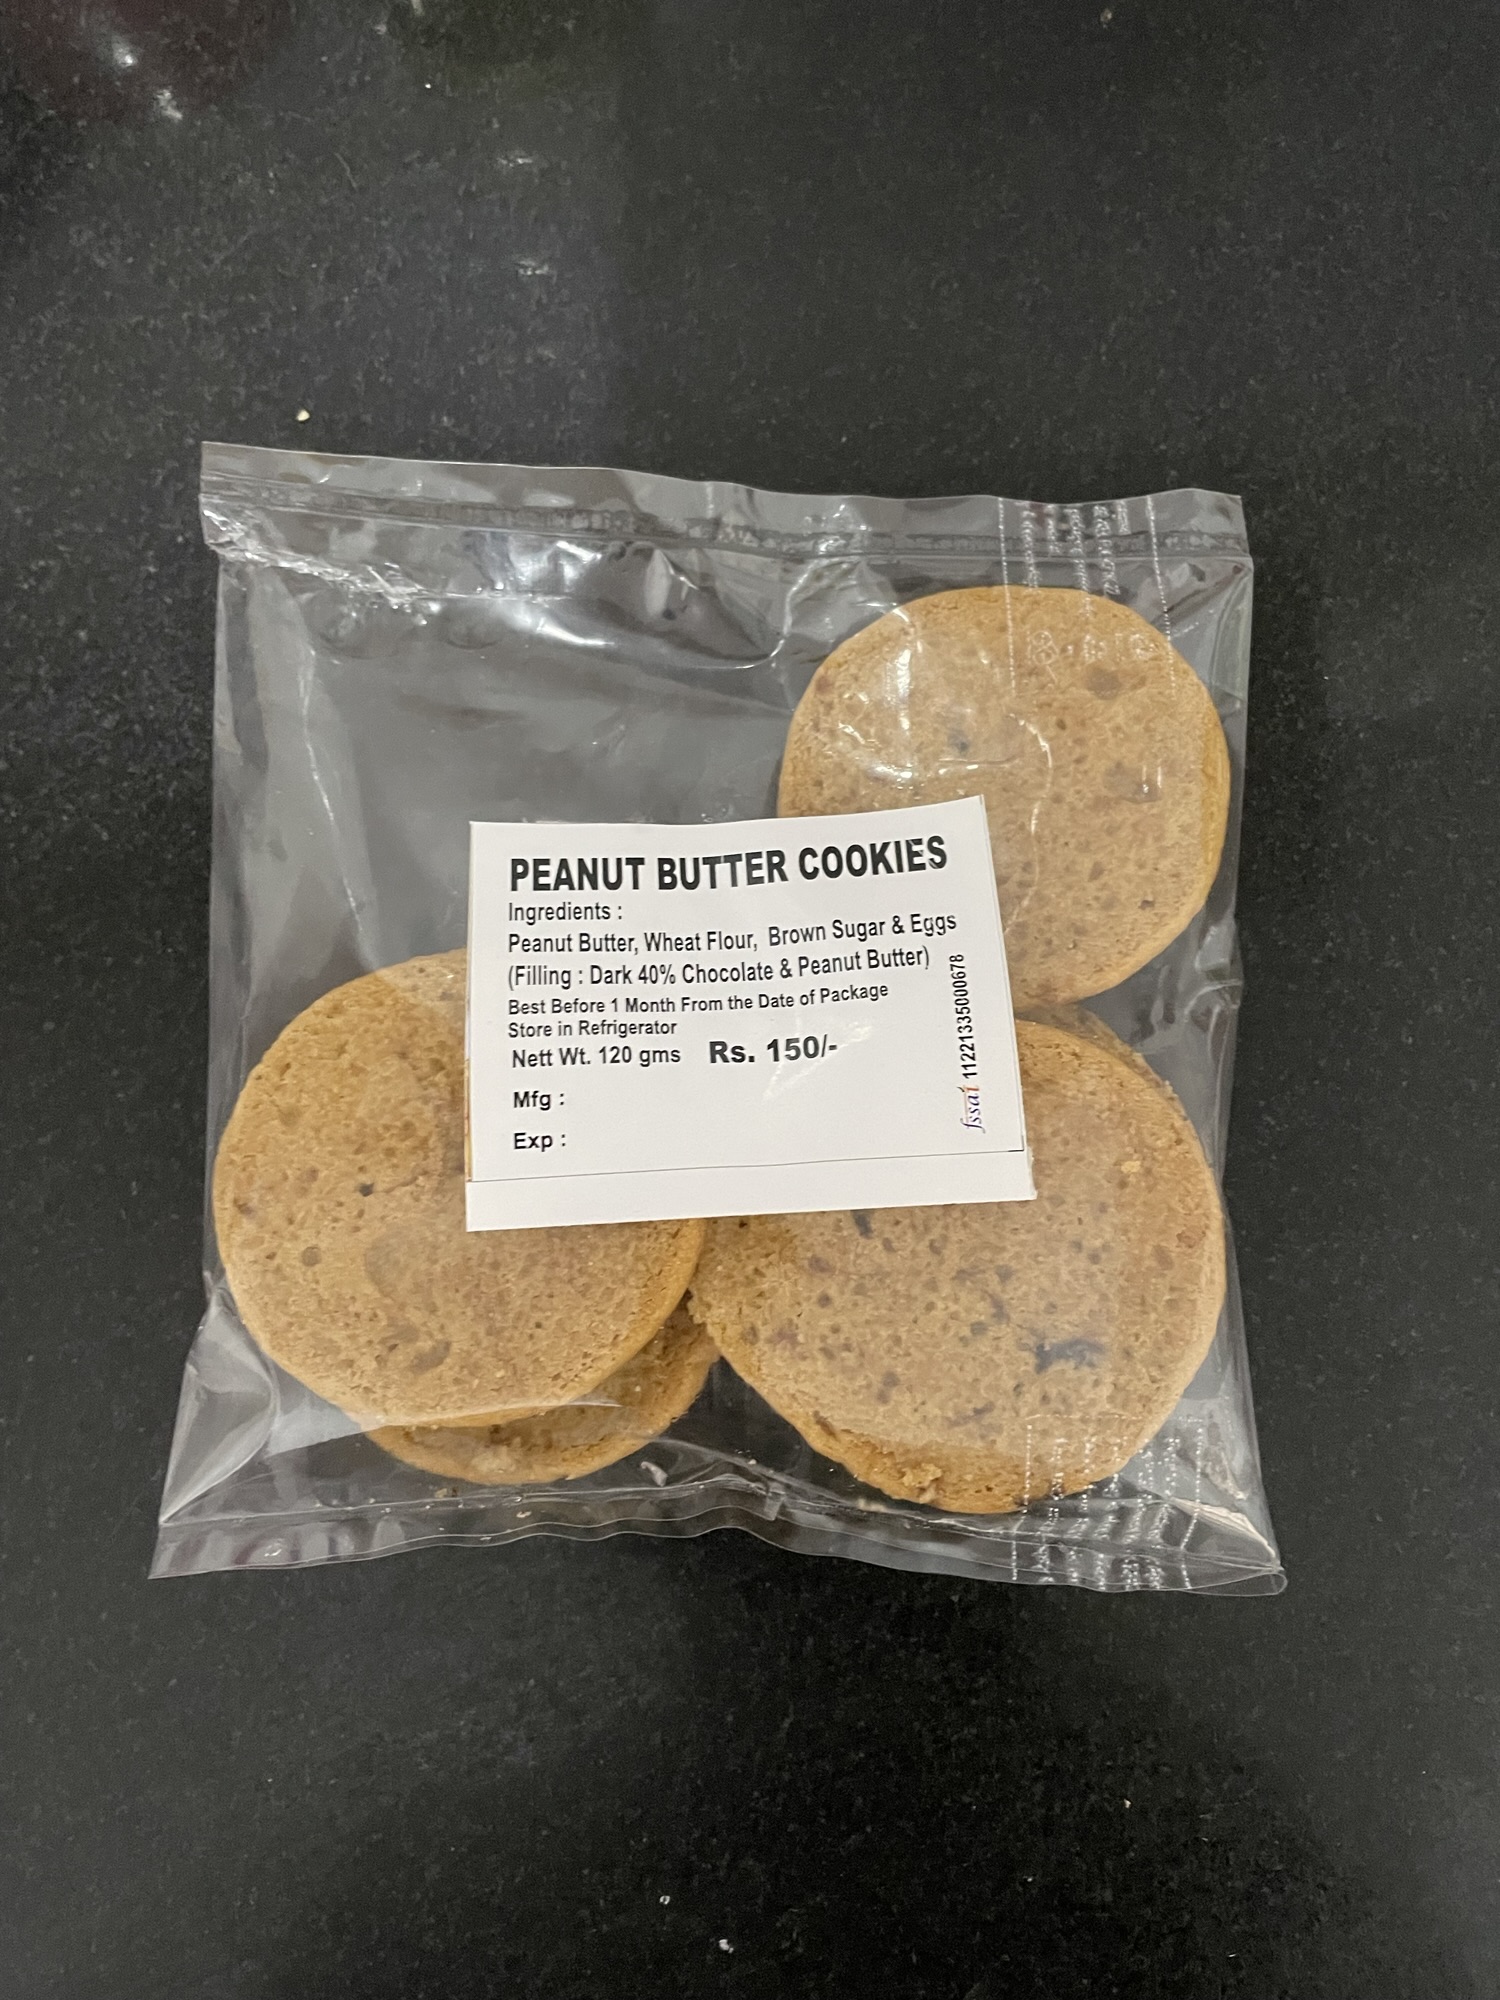 PEANUT BUTTER COOKIES
Ingredients :
Peanut Butter, Wheat Flour, Brown Sugar & Eggs
(Filling : Dark 40% Chocolate & Peanut Butter)
Best Before 1 Month From the Date of Package
Store in Refrigerator
Nett Wt. 120 gms Rs. 150/-
Mfg :
Exp :
fssai 11221335000678